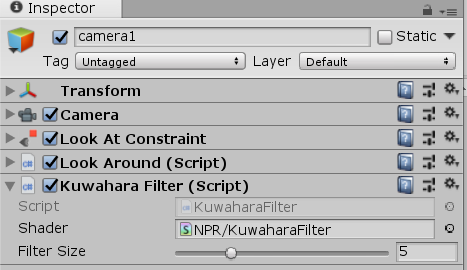 Inspector
camera1 Static
Tag Untagged Layer Default
Transform
Camera
Look At Constraint
c# Look Around (Script)
c# Kuwahara Filter (Script)
Script c# KuwaharaFilter
Shader S NPR/KuwaharaFilter
Filter Size 5